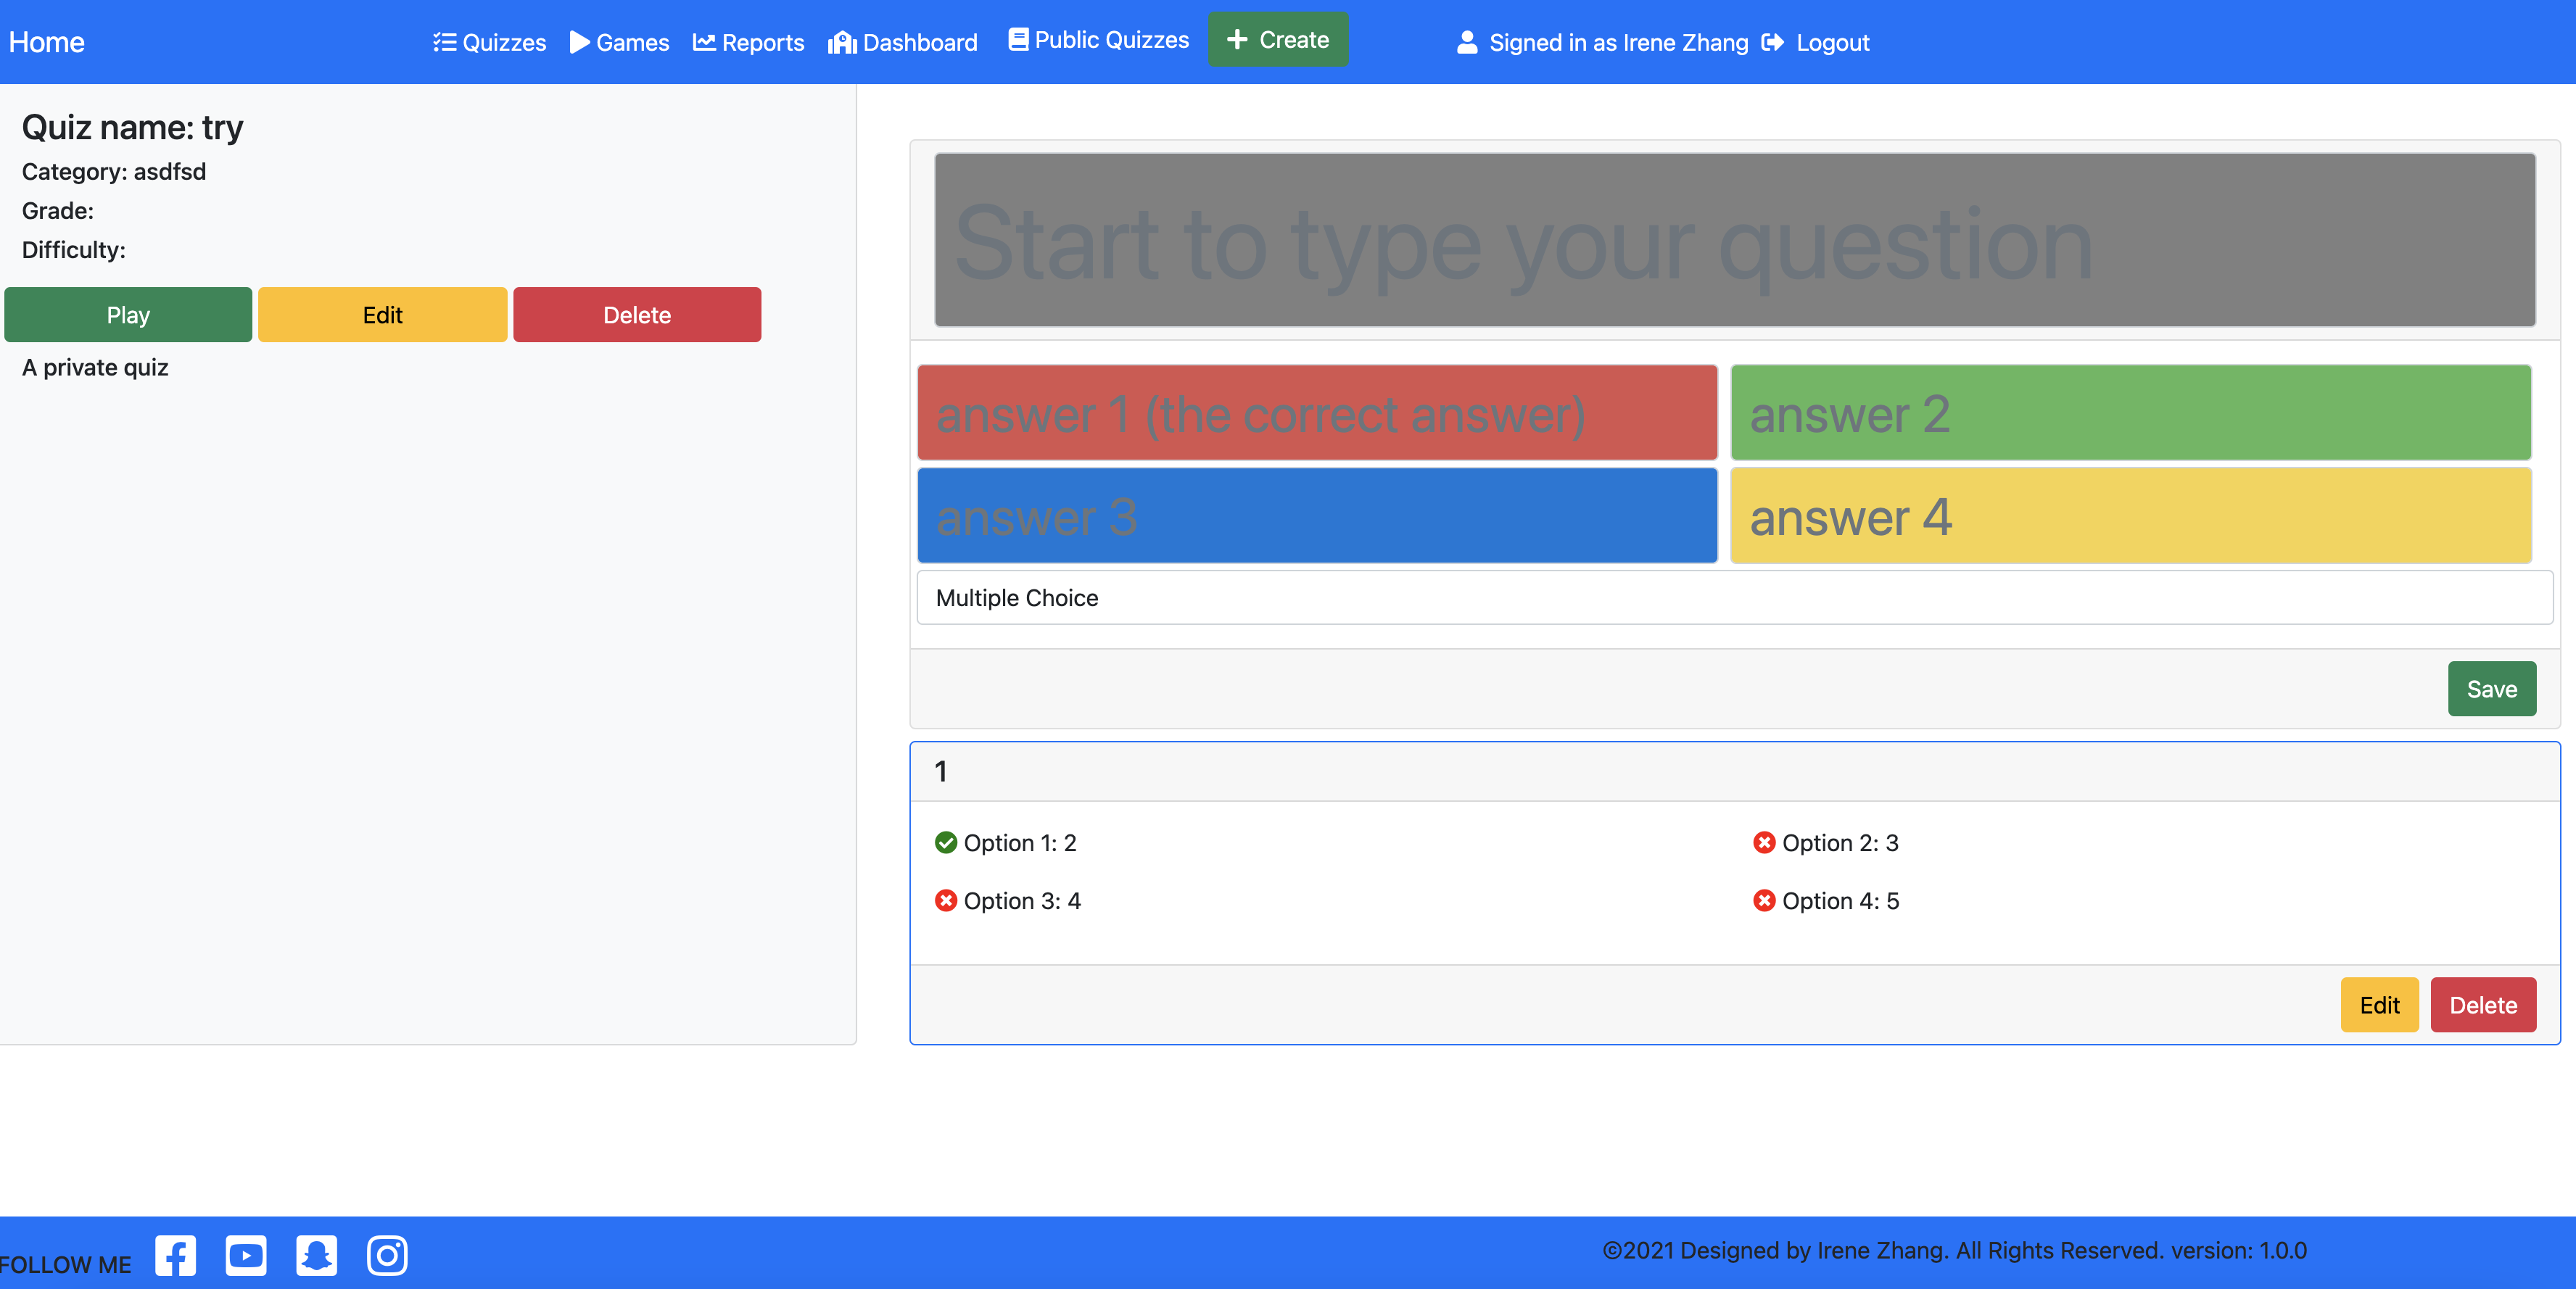 Home Quizzes Games Reports Dashboard Public Quizzes Create Signed in as Irene Zhang Logout
Quiz name: try
Category: asdfsd
Grade:
Difficulty:
Play Edit Delete
A private quiz
Start to type your question
answer 1 (the correct answer) answer 2
answer 3 answer 4
Multiple Choice
Save
1
Option 1: 2 Option 2: 3
Option 3: 4 Option 4: 5
Edit Delete
FOLLOW ME
©2021 Designed by Irene Zhang. All Rights Reserved. version: 1.0.0